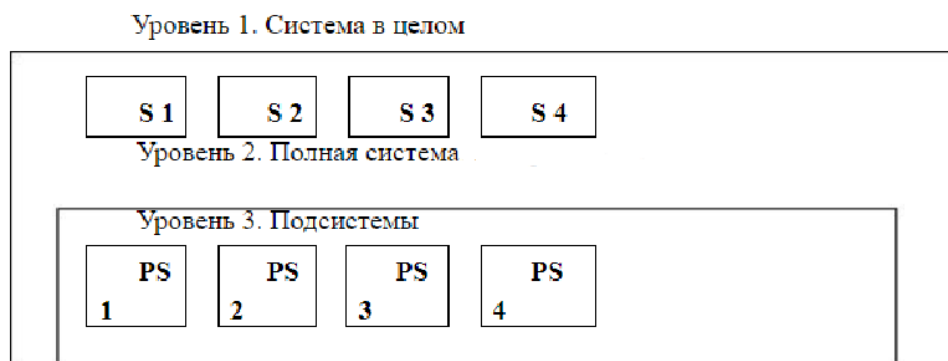 Уровень 1. Система в целом
S 1 S 2 S 3 S 4
Уровень 2. Полная система
Уровень 3. Подсистемы
PS PS PS PS
1 2 3 4